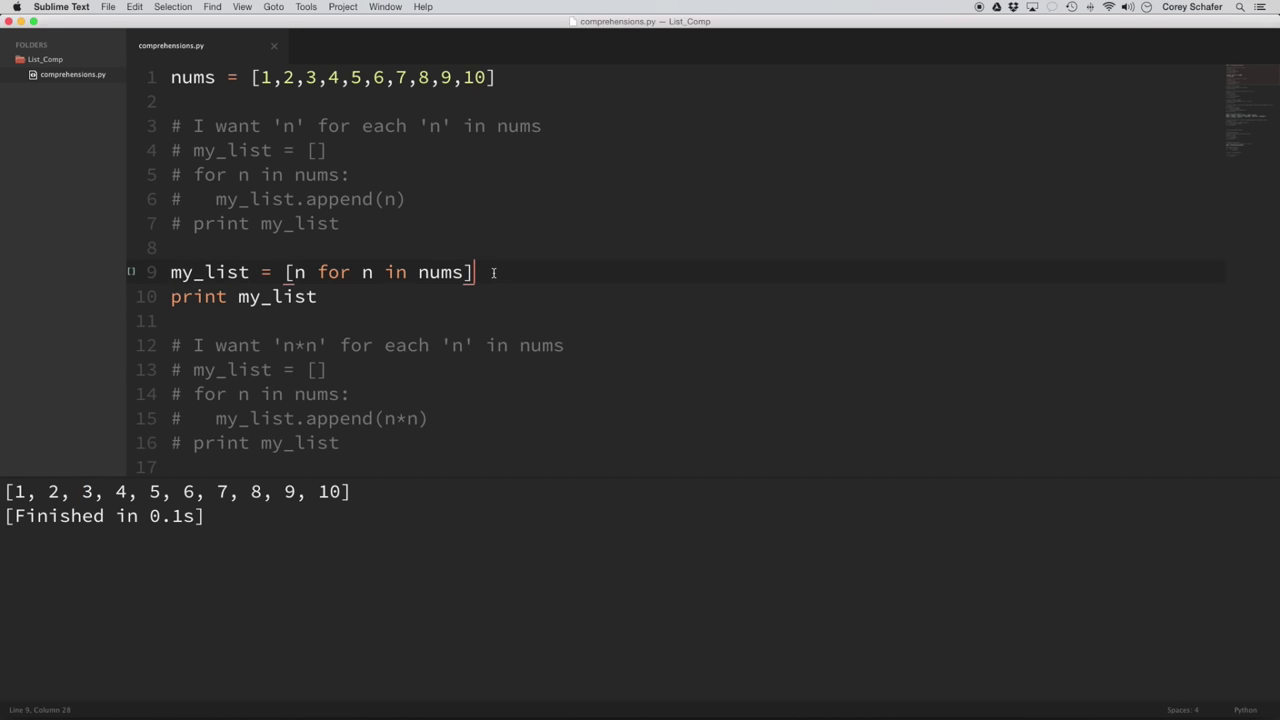 Sublime Text File Edit Selection Find View Goto Tools Project Window Help Corey Schafer
comprehensions.py — List_Comp
FOLDERS
List_Comp
comprehensions.py
comprehensions.py
1 nums = [1,2,3,4,5,6,7,8,9,10]
2
3 # I want 'n' for each 'n' in nums
4 # my_list = []
5 # for n in nums:
6 #   my_list.append(n)
7 # print my_list
8
9 my_list = [n for n in nums]
10 print my_list
11
12 # I want 'n*n' for each 'n' in nums
13 # my_list = []
14 # for n in nums:
15 #   my_list.append(n*n)
16 # print my_list
17
[1, 2, 3, 4, 5, 6, 7, 8, 9, 10]
[Finished in 0.1s]
Line 9, Column 28 Spaces: 4 Python